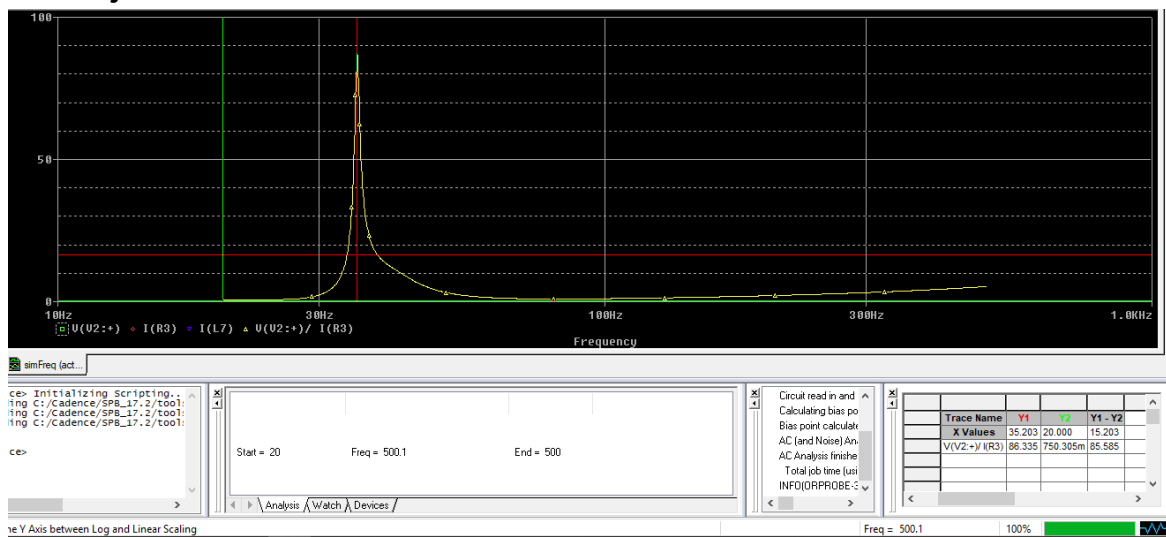 100
50
0
10Hz 30Hz 100Hz 300Hz 1.0KHz
V(V2:+) I(R3) I(L7) V(V2:+)/ I(R3)
Frequency
simFreq (act...
ce> Initializing Scripting..
ing C:/Cadence/SPB_17.2/tool
ing C:/Cadence/SPB_17.2/tool
ing C:/Cadence/SPB_17.2/tool
ce>
Start = 20 Freq = 500.1 End = 500
Analysis Watch Devices
Circuit read in and
Calculating bias po
Bias point calculate
AC (and Noise) An
AC Analysis finishe
Total job time (usi
INFO(ORPROBE-3
Trace Name Y1 Y2 Y1 - Y2
X Values 35.203 20.000 15.203
V(V2:+)/ I(R3) 86.335 750.305m 85.585
ne Y Axis between Log and Linear Scaling
Freq = 500.1 100%